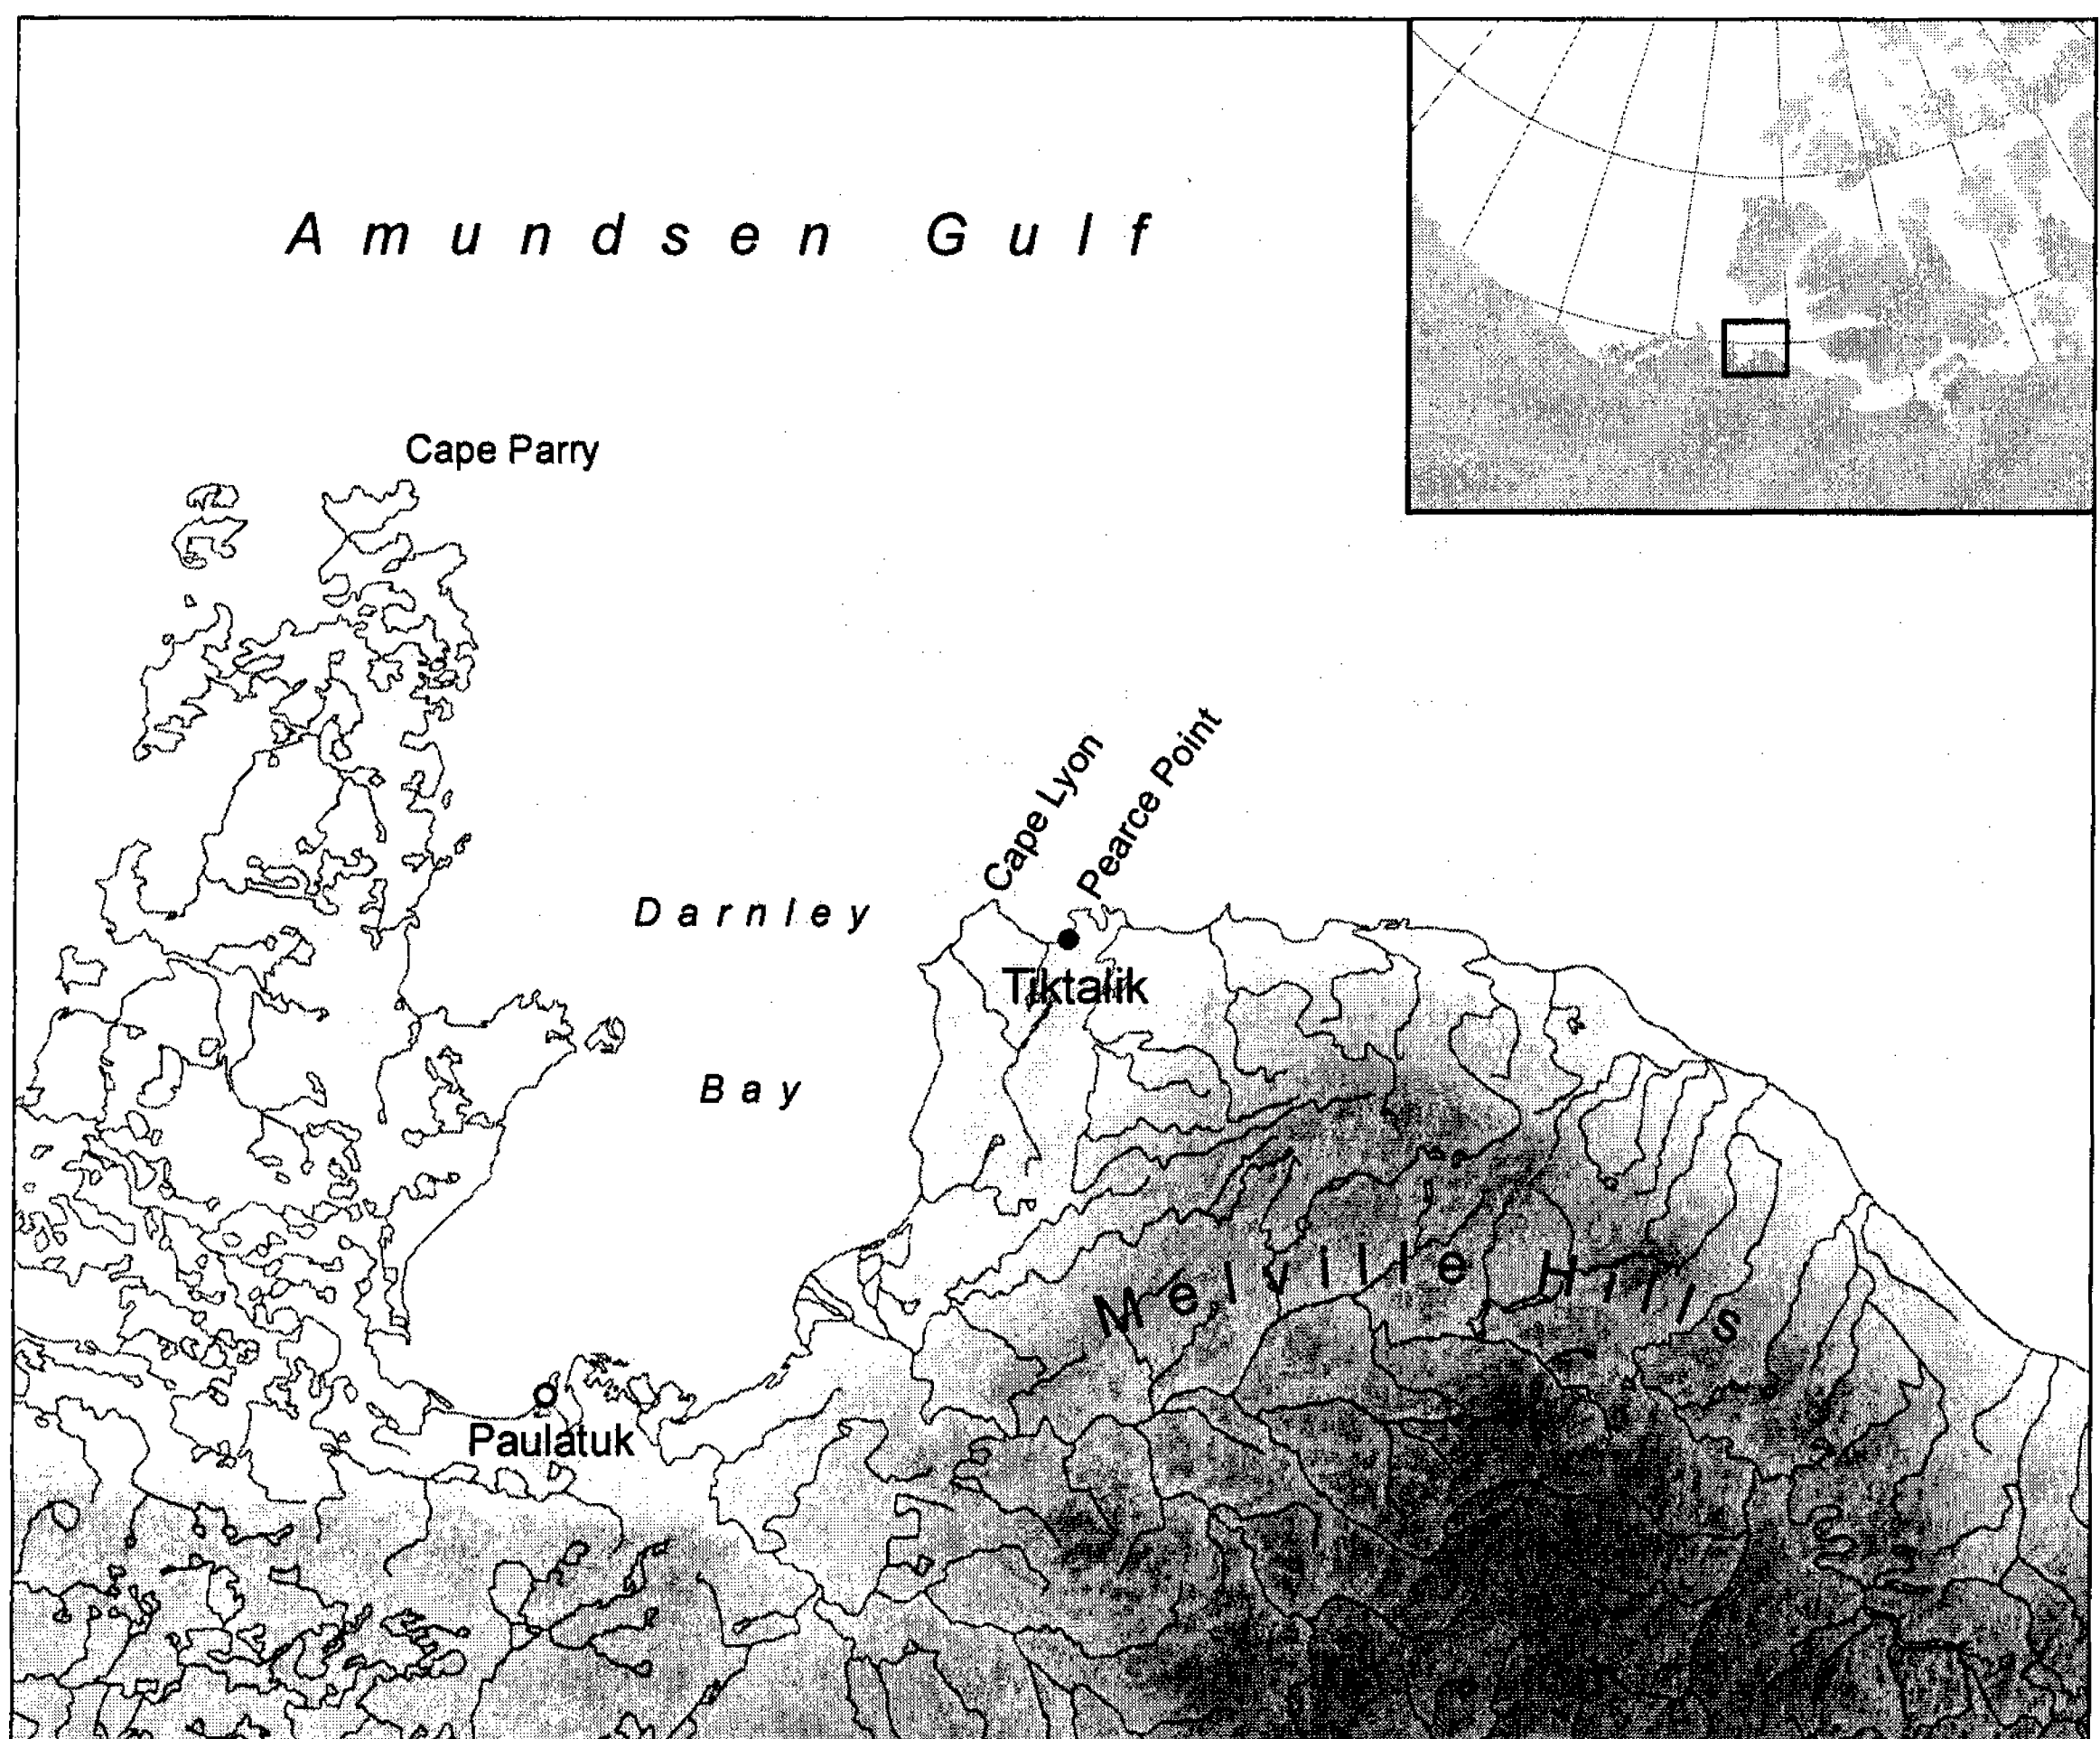 Amundsen Gulf
Cape Parry
Cape Lyon
Pearce Point
Darnley
Tiktalik
Bay
Melville Hills
Paulatuk